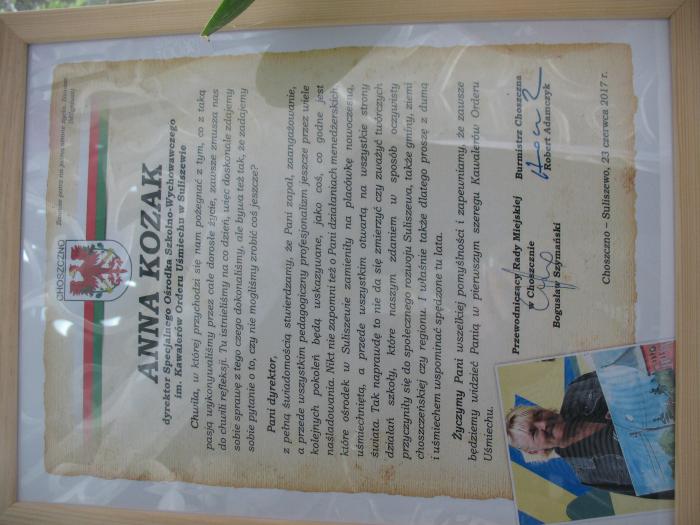 CHOSZCZNO
ANNA KOZAK
dyrektor Specjalnego Ośrodka Szkolno-Wychowawczego
im. Kawalerów Orderu Uśmiechu w Suliszewie
Chwila, w której przychodzi się nam pożegnać z tym, co z taką
pasją wykonywaliśmy przez całe dorosłe życie, zawsze zmusza nas
do chwili refleksji. Tu istnieliśmy na co dzień, więc doskonale zdajemy
sobie sprawę z tego czego dokonaliśmy, ale bywa też tak, że zadajemy
sobie pytanie o to, czy nie mogliśmy zrobić coś jeszcze?
Pani dyrektor,
z pełną świadomością stwierdzamy, że Pani zapał, zaangażowanie,
a przede wszystkim pedagogiczny profesjonalizm jeszcze przez wiele
kolejnych pokoleń będą wskazywane, jako coś, co godne jest
naśladowania. Nikt nie zapomni też o Pani działaniach menedżerskich,
które ośrodek w Suliszewie zamieniły na placówkę nowoczesną,
uśmiechniętą, a przede wszystkim otwartą na wszystkie strony
świata. Tak naprawdę to nie da się zmierzyć czy zważyć twórczych
działań szkoły, które naszym zdaniem w sposób oczywisty
przyczyniły się do społecznego rozwoju Suliszewa, także gminy, ziemi
choszczeńskiej czy regionu. I właśnie także dlatego proszę z dumą
i uśmiechem wspominać spędzone tu lata.
Życzymy Pani wszelkiej pomyślności i zapewniamy, że zawsze
będziemy widzieć Panią w pierwszym szeregu Kawalerów Orderu
Uśmiechu.
Przewodniczący Rady Miejskiej
w Choszcznie
Bogusław Szymański
Burmistrz Choszczna
Robert Adamczyk
Choszczno – Suliszewo, 23 czerwca 2017 r.